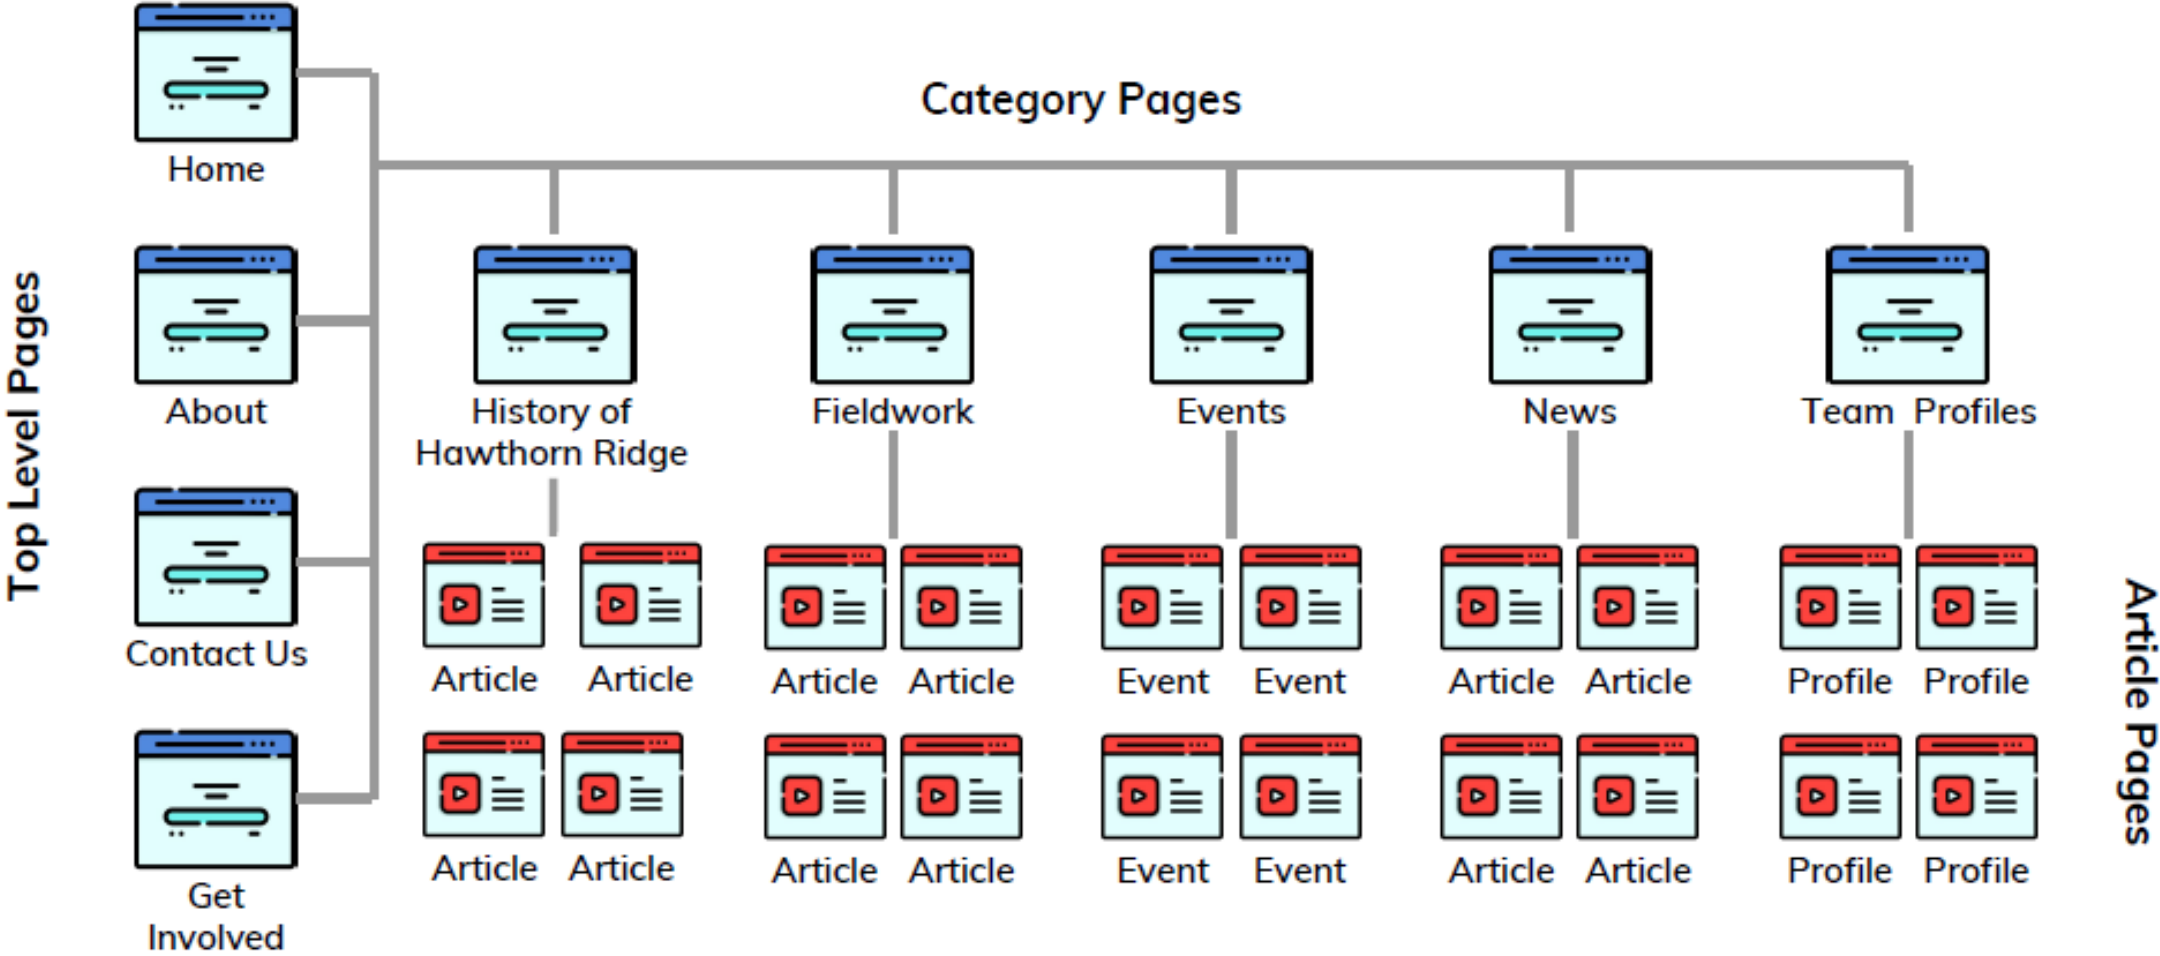 Top Level Pages
Home
About
Contact Us
Get
Involved
Category Pages
History of
Hawthorn Ridge
Fieldwork
Events
News
Team Profiles
Article Article
Article Article
Article Article
Article Article
Event Event
Event Event
Article Article
Article Article
Profile Profile
Profile Profile
Article Pages